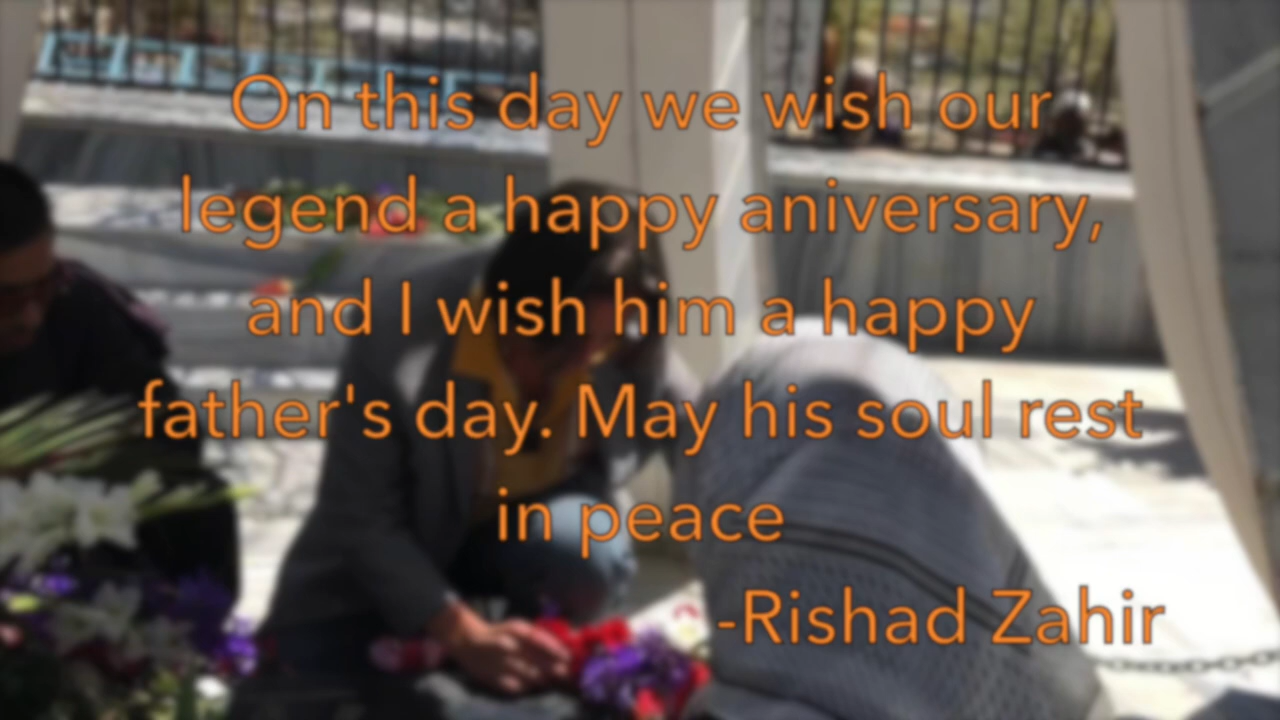 On this day we wish our
legend a happy aniversary,
and I wish him a happy
father's day. May his soul rest
in peace
-Rishad Zahir